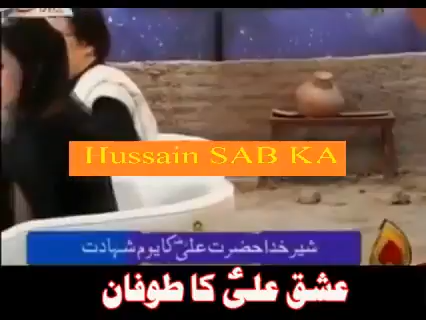 Hussain SAB KA
شیر خدا حضرت علیؑ کا یوم شہادت
عشق علیؑ کا طوفان